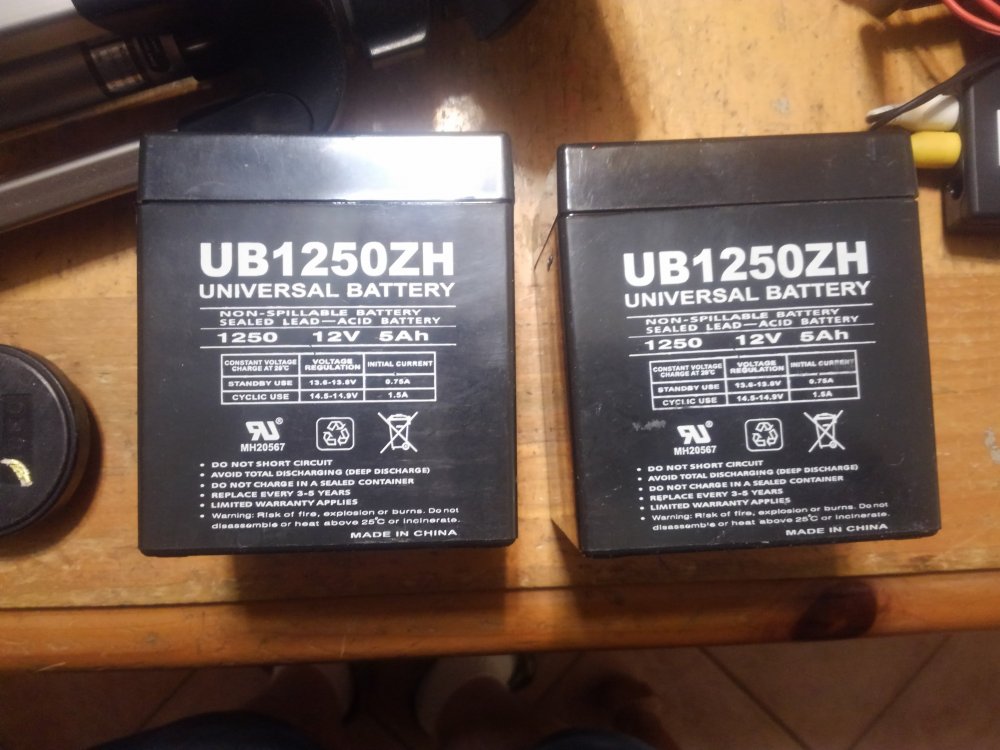 UB1250ZH
UNIVERSAL BATTERY
NON-SPILLABLE BATTERY
SEALED LEAD—ACID BATTERY
1250 12V 5Ah
CONSTANT VOLTAGE CHARGE AT 20°C VOLTAGE REGULATION INITIAL CURRENT
STANDBY USE 13.6-13.8V 0.75A
CYCLIC USE 14.5-14.9V 1.5A
MH20567
• DO NOT SHORT CIRCUIT
• AVOID TOTAL DISCHARGING (DEEP DISCHARGE)
• DO NOT CHARGE IN A SEALED CONTAINER
• REPLACE EVERY 3-5 YEARS
• LIMITED WARRANTY APPLIES
• Warning: Risk of fire, explosion or burns. Do not
disassemble or heat above 25°C or incinerate.
MADE IN CHINA
UB1250ZH
UNIVERSAL BATTERY
NON-SPILLABLE BATTERY
SEALED LEAD—ACID BATTERY
1250 12V 5Ah
CONSTANT VOLTAGE CHARGE AT 20°C VOLTAGE REGULATION INITIAL CURRENT
STANDBY USE 13.6-13.8V 0.75A
CYCLIC USE 14.5-14.9V 1.5A
MH20567
• DO NOT SHORT CIRCUIT
• AVOID TOTAL DISCHARGING (DEEP DISCHARGE)
• DO NOT CHARGE IN A SEALED CONTAINER
• REPLACE EVERY 3-5 YEARS
• LIMITED WARRANTY APPLIES
• Warning: Risk of fire, explosion or burns. Do not
disassemble or heat above 25°C or incinerate.
MADE IN CHINA